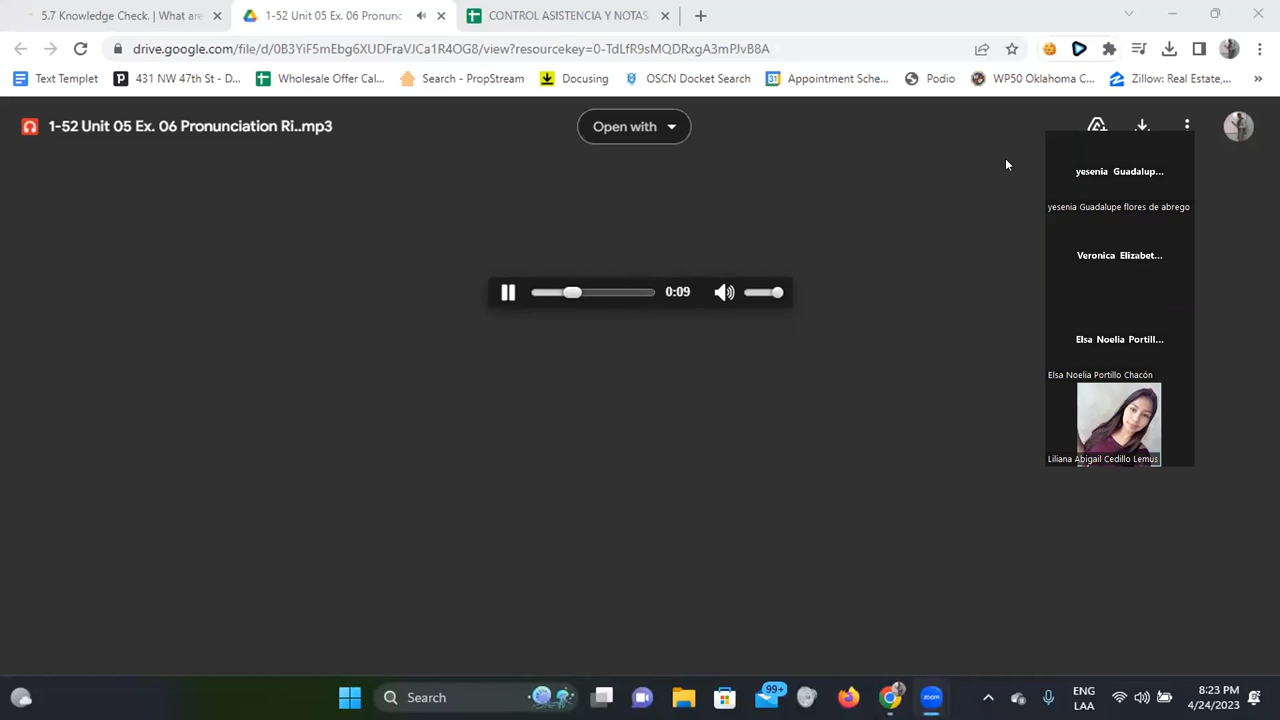 5.7 Knowledge Check. | What are
1-52 Unit 05 Ex. 06 Pronunc
CONTROL ASISTENCIA Y NOTAS
drive.google.com/file/d/0B3YiF5mEbg6XUDFraVJCa1R4OG8/view?resourcekey=0-TdLfR9sMQDRxgA3mPJvB8A
Text Templet
431 NW 47th St - D...
Wholesale Offer Cal...
Search - PropStream
Docusing
OSCN Docket Search
Appointment Sche...
Podio
WP50 Oklahoma C...
Zillow: Real Estate,...
»
1-52 Unit 05 Ex. 06 Pronunciation Ri..mp3
Open with
yesenia Guadalup...
yesenia Guadalupe flores de abrego
Veronica Elizabet...
0:09
Elsa Noelia Portill...
Elsa Noelia Portillo Chacón
Liliana Abigail Cedillo Lemus
Search
99+
zoom
ENG
LAA
8:23 PM
4/24/2023